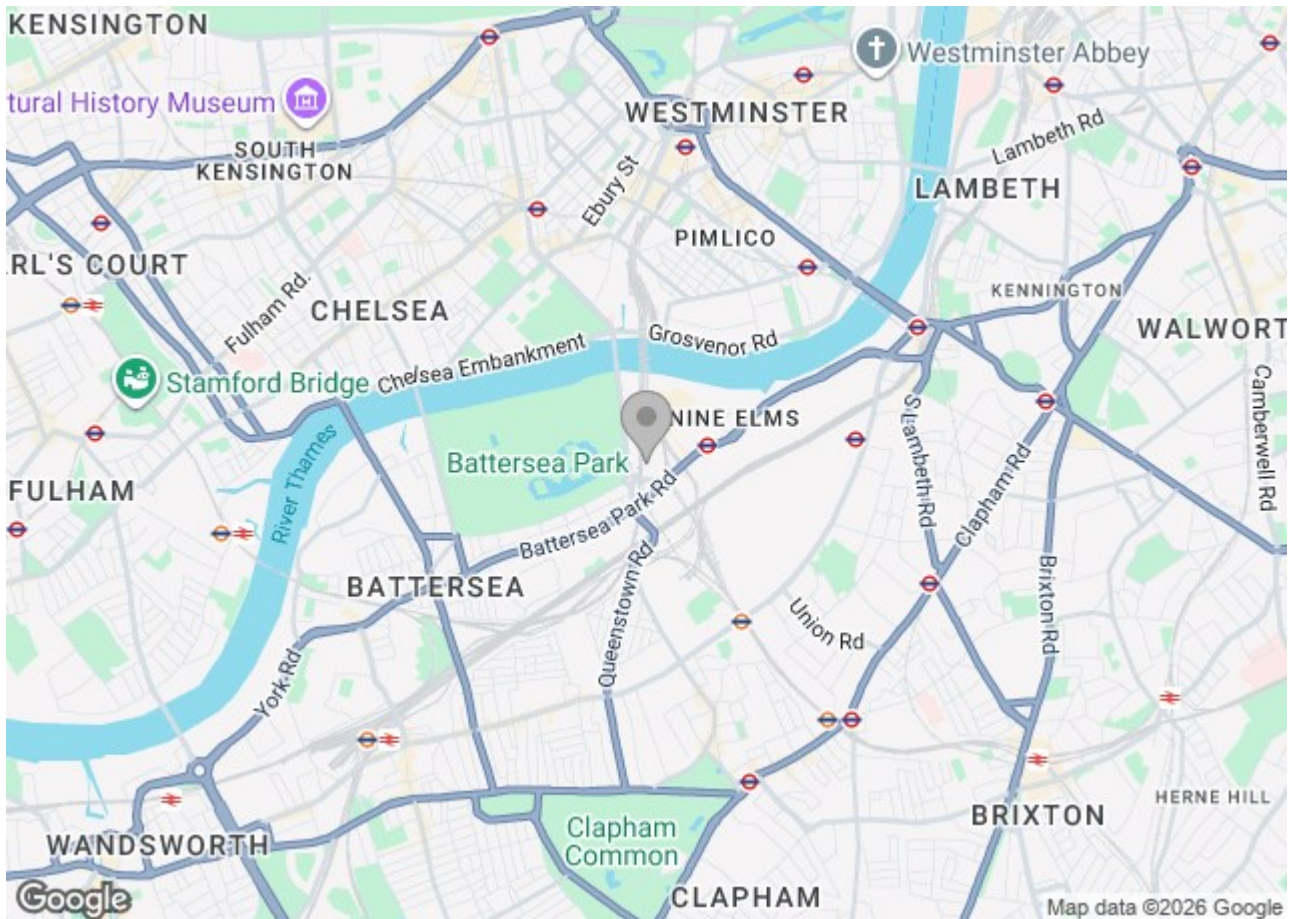 KENSINGTON
Westminster Abbey
tural History Museum
WESTMINSTER
Lambeth Rd
SOUTH
KENSINGTON
Ebury St
LAMBETH
PIMLICO
RL'S COURT
KENNINGTON
Fulham Rd.
CHELSEA
Grosvenor Rd
WALWORT
Chelsea Embankment
Stamford Bridge
Camberwell Rd
NINE ELMS
S Lambeth Rd
Battersea Park
Clapham Rd
FULHAM
River Thames
Battersea Park Rd
BATTERSEA
Queenstown Rd
Union Rd
Brixton Rd
York Rd
HERNE HILL
BRIXTON
WANDSWORTH
Clapham
Common
CLAPHAM
Google
Map data ©2026 Google